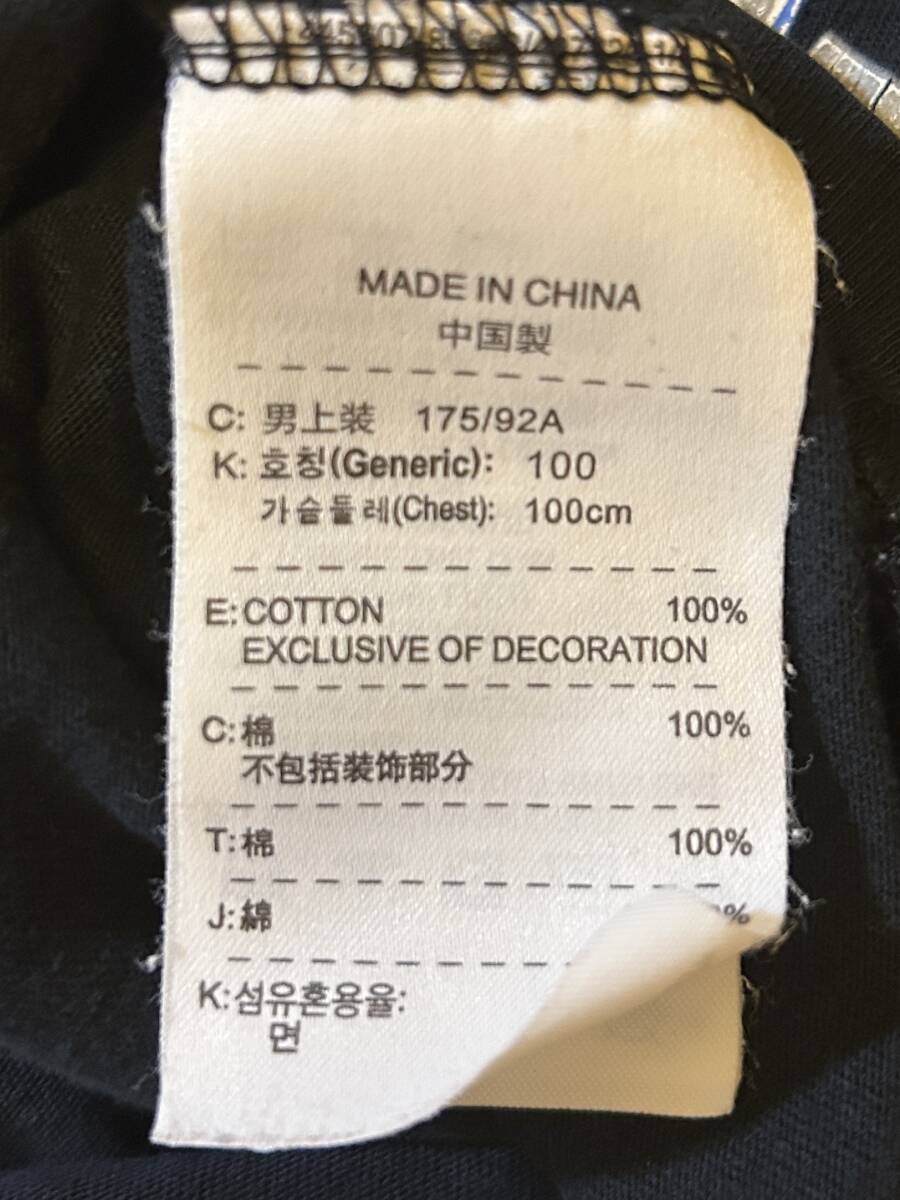 MADE IN CHINA
中国製
C: 男上装 175/92A
K: 호칭(Generic): 100
가슴둘레(Chest): 100cm
E: COTTON 100%
EXCLUSIVE OF DECORATION
C: 棉 100%
不包括装饰部分
T: 棉 100%
J: 綿 %
K: 섬유혼용율:
면